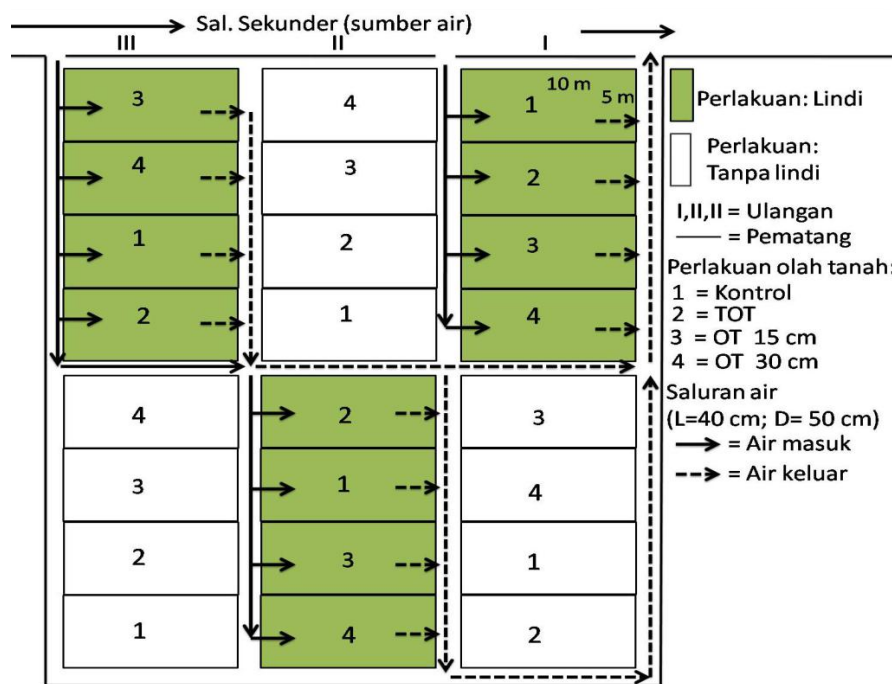 Sal. Sekunder (sumber air)
III II I
3
4
1
2
4
3
2
1
1 10 m 5 m
2
3
4
4
3
2
1
2
1
3
4
3
4
1
2
Perlakuan: Lindi
Perlakuan:
Tanpa lindi
I,II,II = Ulangan
= Pematang
Perlakuan olah tanah:
1 = Kontrol
2 = TOT
3 = OT 15 cm
4 = OT 30 cm
Saluran air
(L=40 cm; D= 50 cm)
= Air masuk
= Air keluar